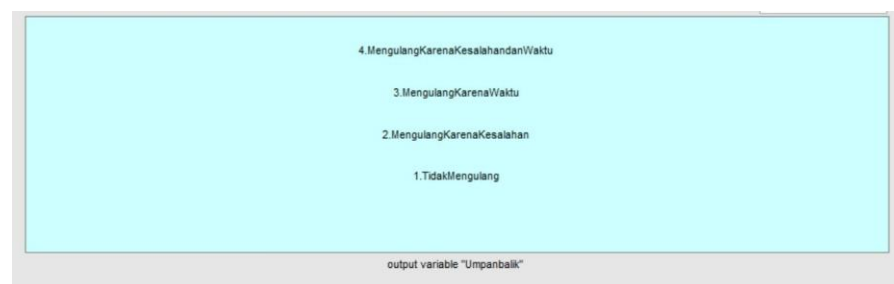 4.MengulangKarenaKesalahandanWaktu
3.MengulangKarenaWaktu
2.MengulangKarenaKesalahan
1.TidakMengulang
output variable "Umpanbalik"